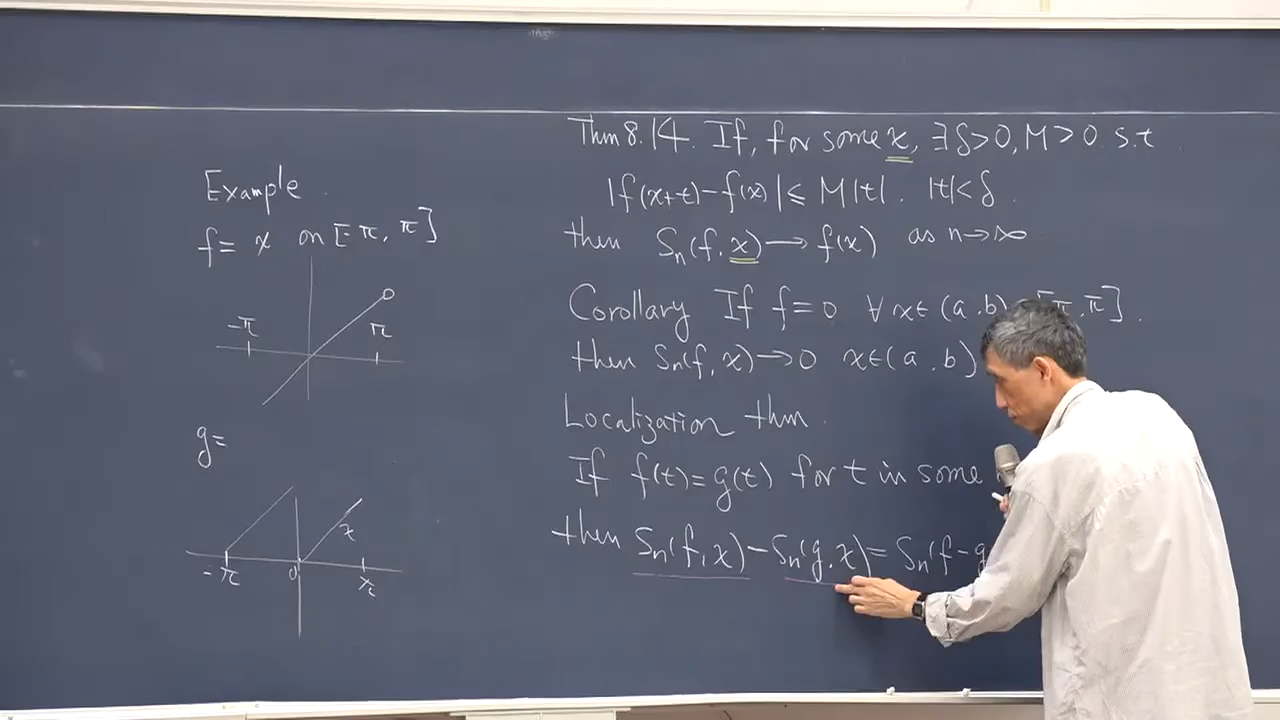 Example.
f = x on [-π, π]
-π π
g =
x
-π 0 π
Thm 8.14. If, for some x, ∃ δ>0, M>0 s.t.
|f(x+t)-f(x)| ≤ M|t|. |t|<δ.
then Sn(f, x) → f(x) as n→∞
Corollary If f=0 ∀x∈(a, b) [π, π].
then Sn(f, x) → 0 x∈(a, b)
Localization thm.
If f(t)=g(t) for t in some
then Sn(f, x) - Sn(g, x) = Sn(f-g